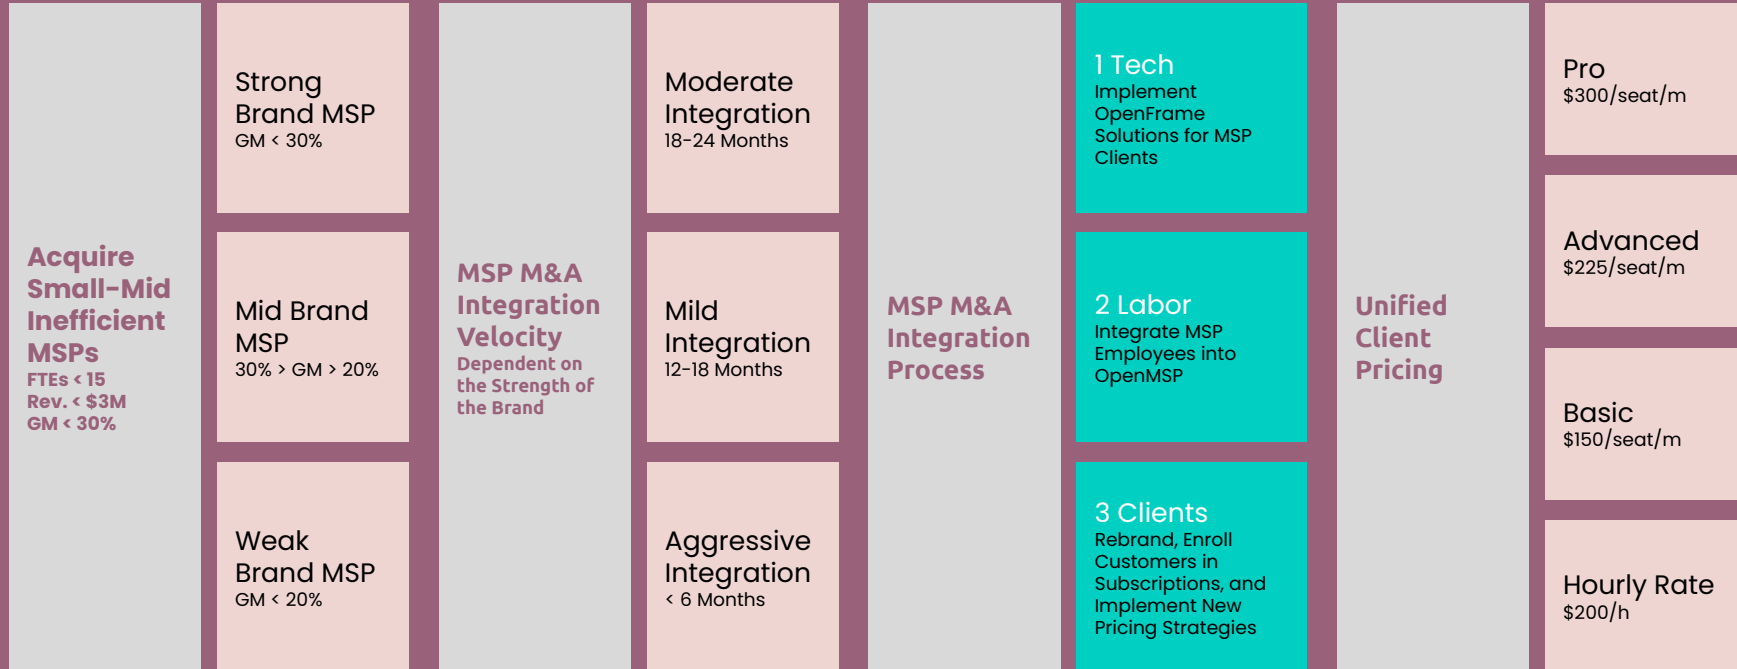 Acquire
Small-Mid
Inefficient
MSPs
FTEs < 15
Rev. < $3M
GM < 30%
Strong
Brand MSP
GM < 30%
Mid Brand
MSP
30% > GM > 20%
Weak
Brand MSP
GM < 20%
MSP M&A
Integration
Velocity
Dependent on
the Strength of
the Brand
Moderate
Integration
18-24 Months
Mild
Integration
12-18 Months
Aggressive
Integration
< 6 Months
MSP M&A
Integration
Process
1 Tech
Implement
OpenFrame
Solutions for MSP
Clients
2 Labor
Integrate MSP
Employees into
OpenMSP
3 Clients
Rebrand, Enroll
Customers in
Subscriptions, and
Implement New
Pricing Strategies
Unified
Client
Pricing
Pro
$300/seat/m
Advanced
$225/seat/m
Basic
$150/seat/m
Hourly Rate
$200/h